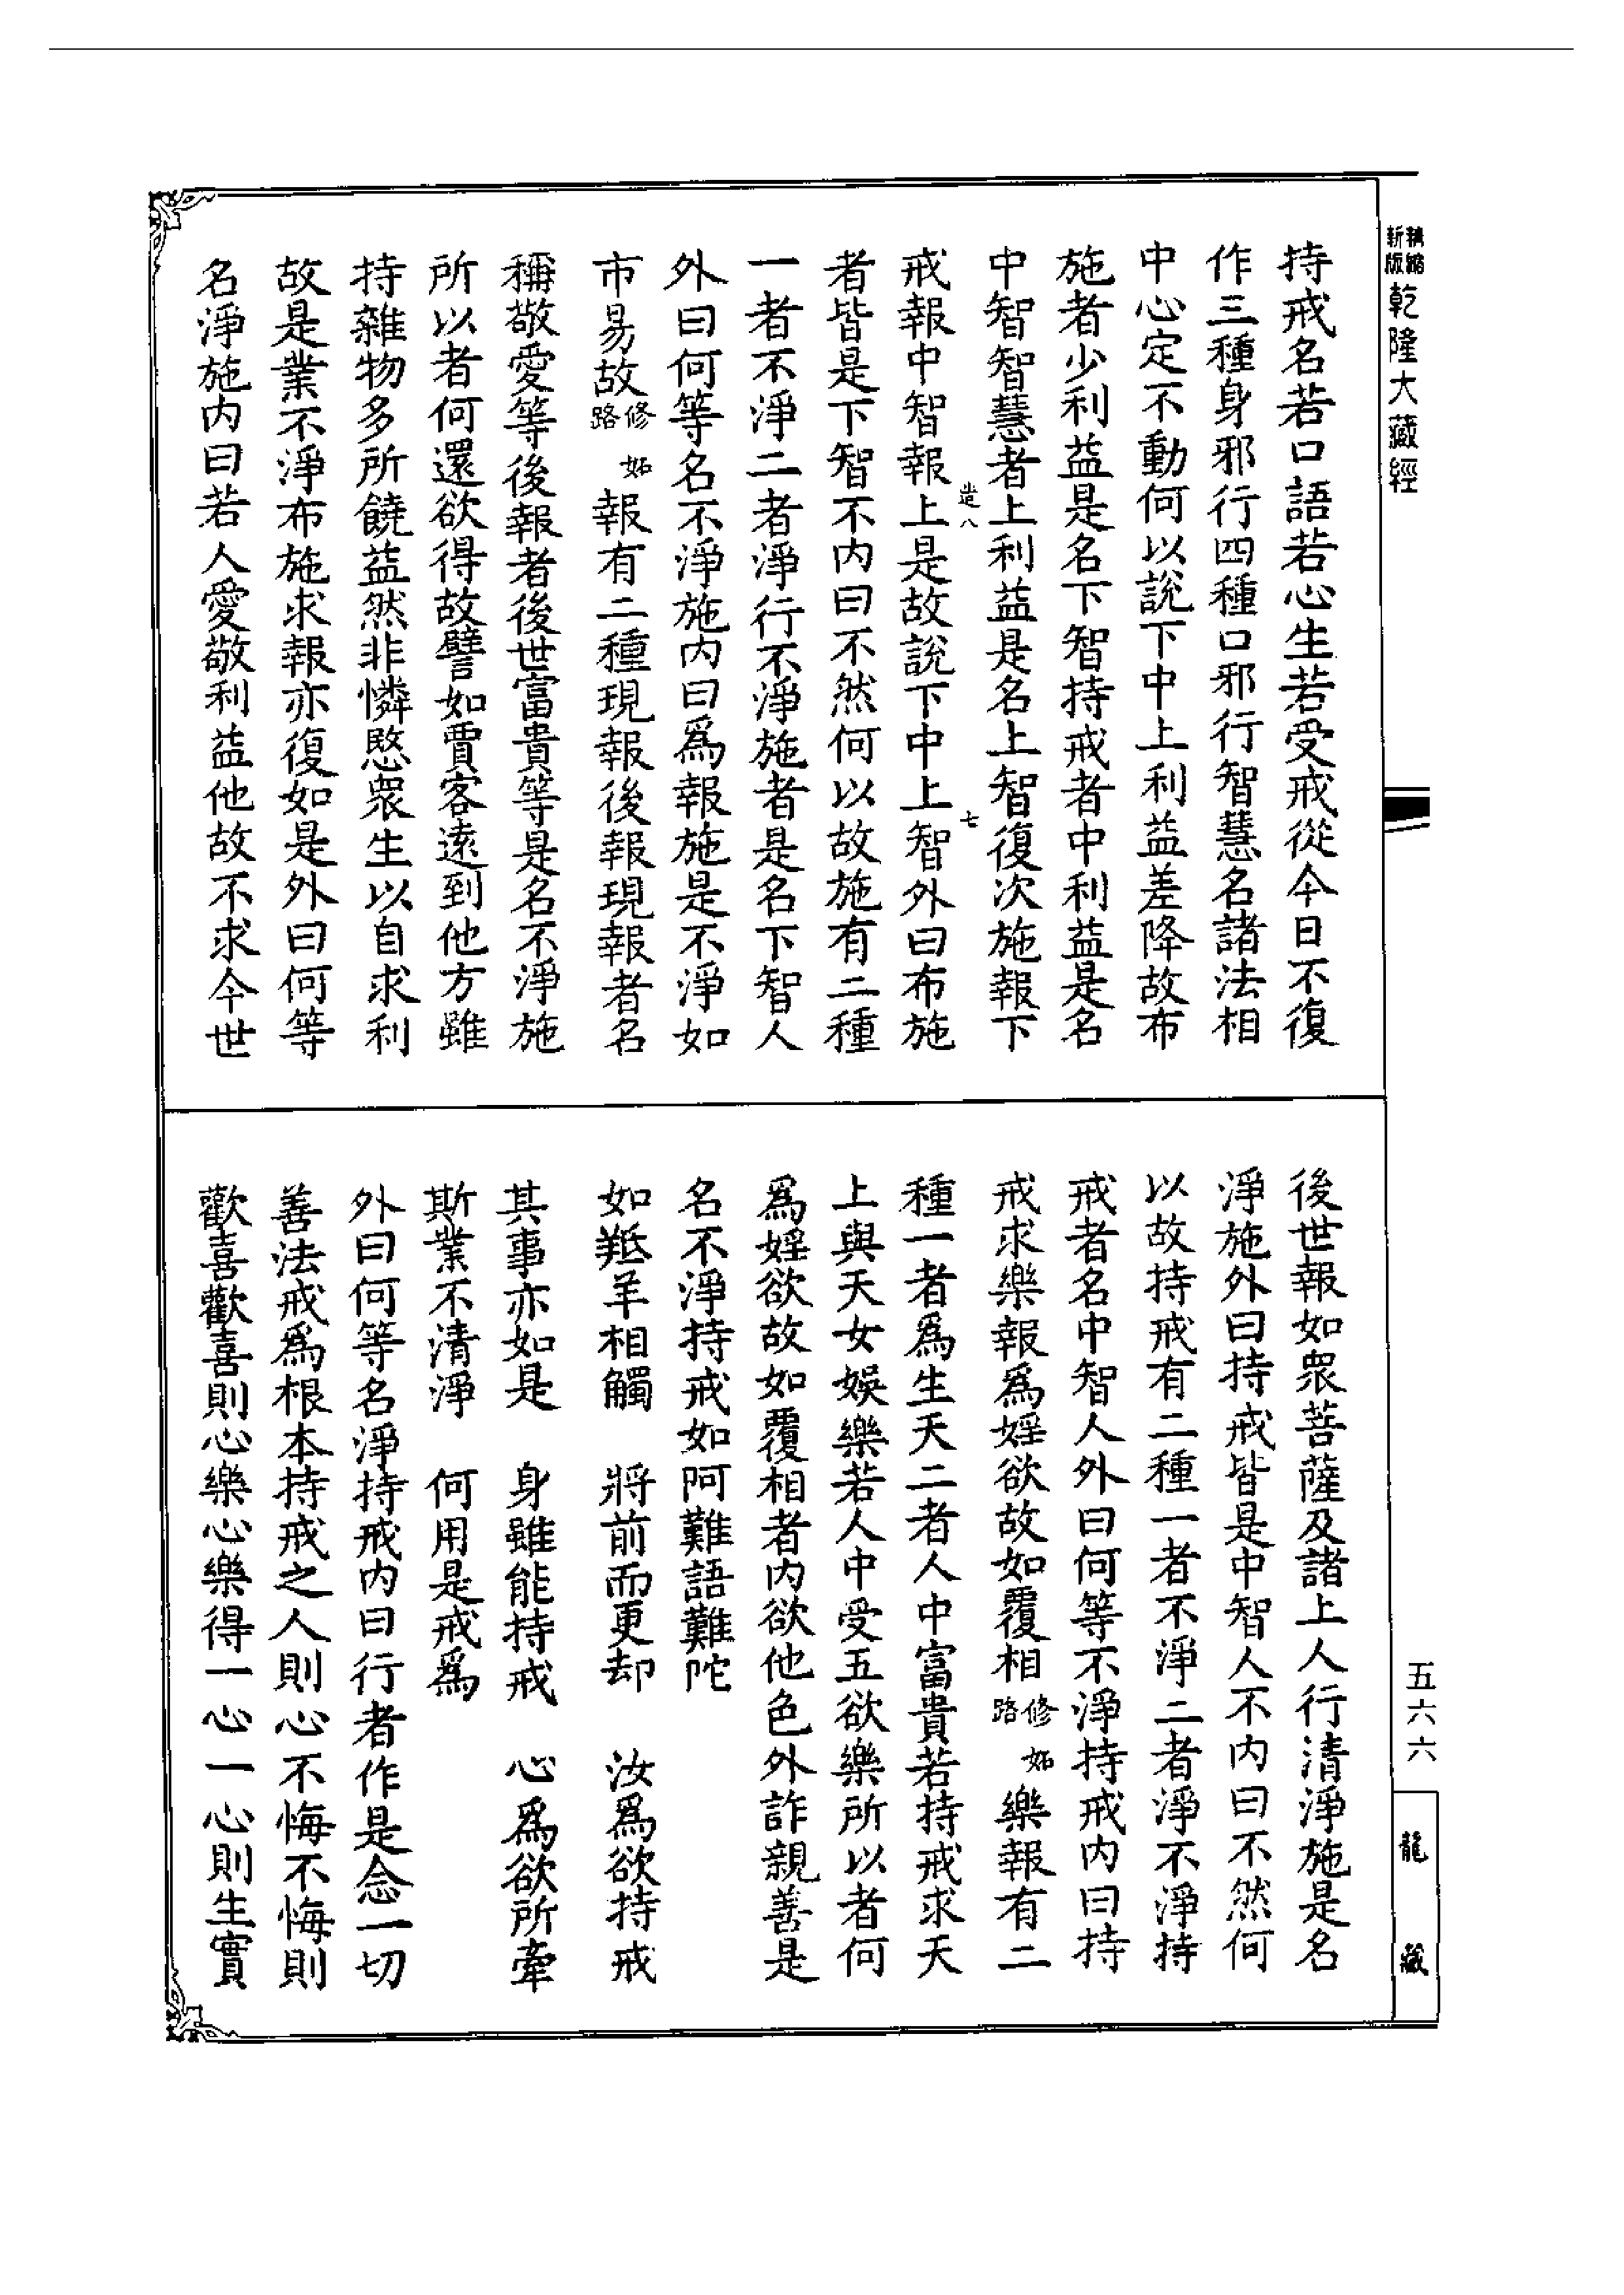 精縮新版乾隆大藏經
持戒名若口語若心生若受戒從今日不復
作三種身邪行四種口邪行智慧名諸法相
中心定不動何以說下中上利益差降故布
施者少利益是名下智持戒者中利益是名
中智智慧者上利益是名上智復次施報下
戒報中智報上是故說下中上智外曰布施
者皆是下智不內曰不然何以故施有二種
一者不淨二者淨行不淨施者是名下智人
外曰何等名不淨施內曰爲報施是不淨如
市易故修妬路報有二種現報後報現報者名
稱敬愛等後報者後世富貴等是名不淨施
所以者何還欲得故譬如賈客遠到他方雖
持雜物多所饒益然非憐愍衆生以自求利
故是業不淨布施求報亦復如是外曰何等
名淨施內曰若人愛敬利益他故不求今世
後世報如衆菩薩及諸上人行清淨施是名
淨施外曰持戒皆是中智人不內曰不然何
以故持戒有二種一者不淨二者淨不淨持
戒者名中智人外曰何等不淨持戒內曰持
戒求樂報爲婬欲故如覆相修妬路樂報有二
種一者爲生天二者人中富貴若持戒求天
上與天女娛樂若人中受五欲樂所以者何
爲婬欲故如覆相者內欲他色外詐親善是
名不淨持戒如阿難語難陀
如羝羊相觸　將前而更却　汝爲欲持戒
其事亦如是　身雖能持戒　心爲欲所牽
斯業不清淨　何用是戒爲
外曰何等名淨持戒內曰行者作是念一切
善法戒爲根本持戒之人則心不悔不悔則
歡喜歡喜則心樂心樂得一心一心則生實
造八
七
五六六
龍藏